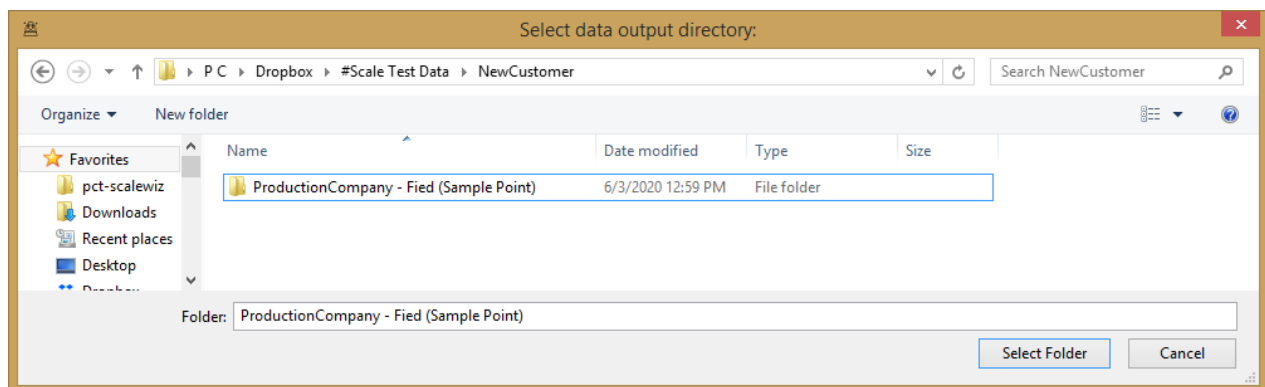 Select data output directory:
P C Dropbox #Scale Test Data NewCustomer
Search NewCustomer
Organize New folder
Name Date modified Type Size
Favorites
pct-scalewiz
ProductionCompany - Fied (Sample Point) 6/3/2020 12:59 PM File folder
Downloads
Recent places
Desktop
Folder: ProductionCompany - Fied (Sample Point)
Select Folder Cancel